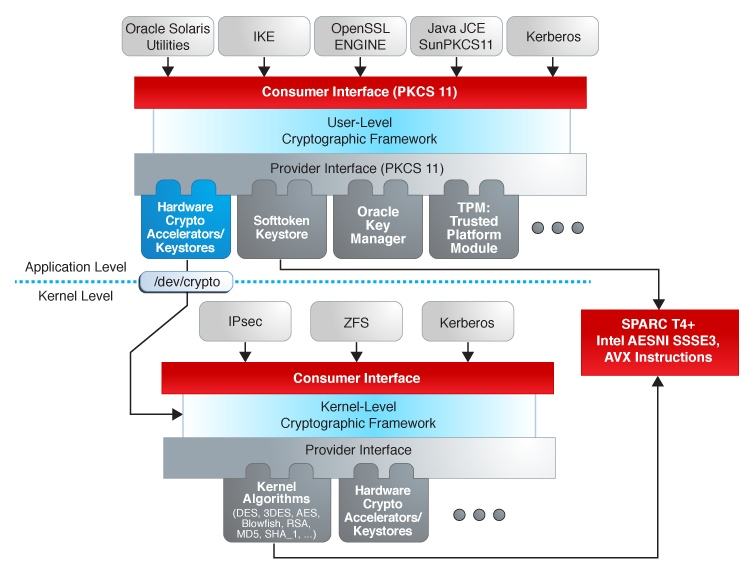 Oracle Solaris
Utilities
IKE
OpenSSL
ENGINE
Java JCE
SunPKCS11
Kerberos
Consumer Interface (PKCS 11)
User-Level
Cryptographic Framework
Provider Interface (PKCS 11)
Hardware
Crypto
Accelerators/
Keystores
Softtoken
Keystore
Oracle
Key
Manager
TPM:
Trusted
Platform
Module
Application Level
/dev/crypto
Kernel Level
IPsec
ZFS
Kerberos
SPARC T4+
Intel AESNI SSSE3,
AVX Instructions
Consumer Interface
Kernel-Level
Cryptographic Framework
Provider Interface
Kernel
Algorithms
(DES, 3DES, AES,
Blowfish, RSA,
MD5, SHA_1, ...)
Hardware
Crypto
Accelerators/
Keystores